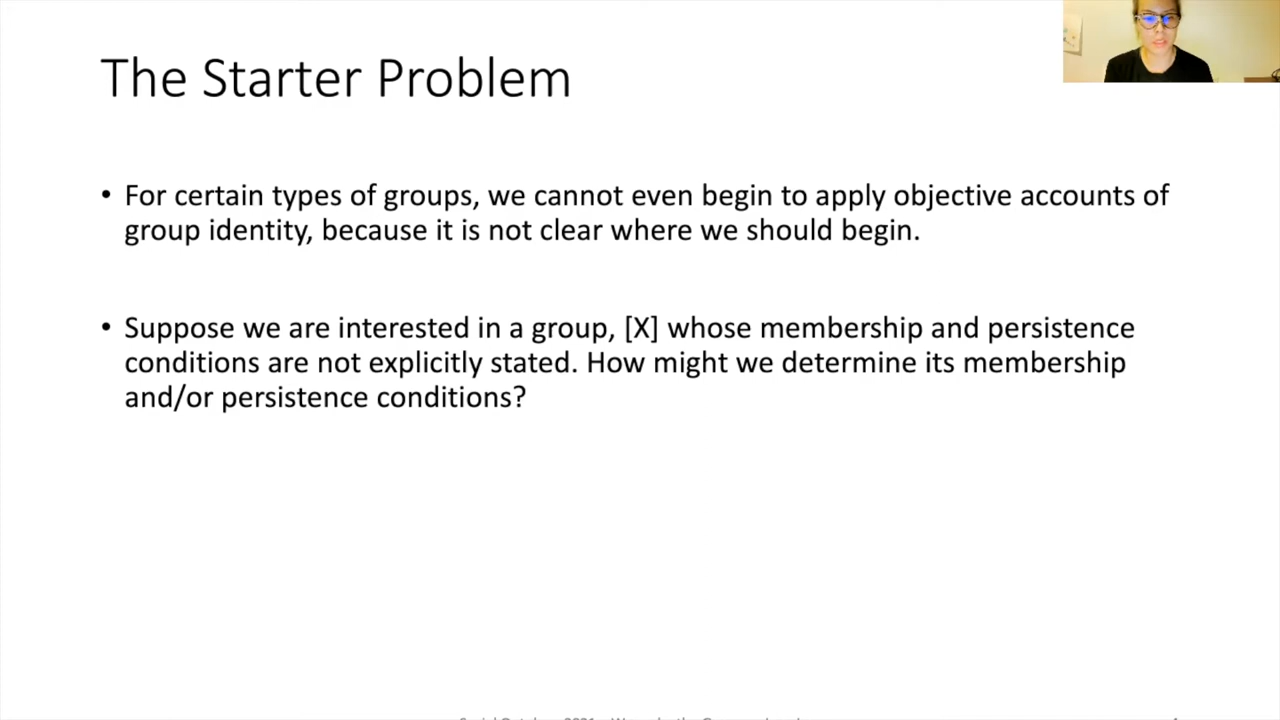 The Starter Problem
• For certain types of groups, we cannot even begin to apply objective accounts of
group identity, because it is not clear where we should begin.
• Suppose we are interested in a group, [X] whose membership and persistence
conditions are not explicitly stated. How might we determine its membership
and/or persistence conditions?